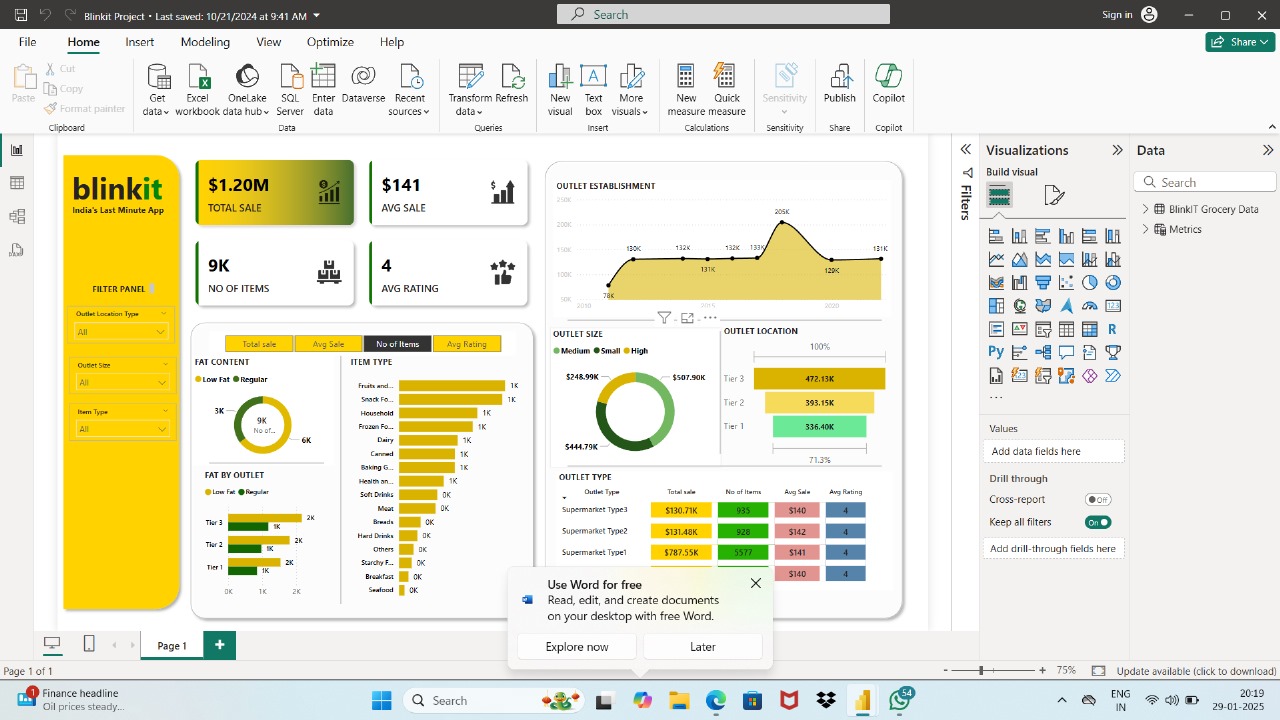 Blinkit Project • Last saved: 10/21/2024 at 9:41 AM
Search
Sign in
File
Home
Insert
Modeling
View
Optimize
Help
Share
Paste
Cut
Copy
Format painter
Clipboard
Get data
Excel workbook
OneLake data hub
SQL Server
Enter data
Dataverse
Recent sources
Data
Transform data
Refresh
Queries
New visual
Text box
More visuals
Insert
New measure
Quick measure
Calculations
Sensitivity
Sensitivity
Publish
Share
Copilot
Copilot
blinkit
India's Last Minute App
FILTER PANEL
Outlet Location Type
All
Outlet Size
All
Item Type
All
$1.20M
TOTAL SALE
$141
AVG SALE
9K
NO OF ITEMS
4
AVG RATING
Total sale
Avg Sale
No of Items
Avg Rating
FAT CONTENT
Low Fat Regular
3K
9K
No of...
6K
FAT BY OUTLET
Low Fat Regular
Tier 3 2K
1K
Tier 2 2K
1K
Tier 1 2K
1K
0K 1K 2K
ITEM TYPE
Fruits and... 1K
Snack Fo... 1K
Household 1K
Frozen Fo... 1K
Dairy 1K
Canned 1K
Baking G... 1K
Health an... 1K
Soft Drinks 0K
Meat 0K
Breads 0K
Hard Drinks 0K
Others 0K
Starchy F... 0K
Breakfast 0K
Seafood 0K
OUTLET ESTABLISHMENT
250K
200K
150K
100K
50K
78K
130K
132K
131K
132K
133K
205K
129K
131K
2010 2015 2020
OUTLET SIZE
Medium Small High
$248.99K
$507.90K
$444.79K
OUTLET LOCATION
100%
Tier 3 472.13K
Tier 2 393.15K
Tier 1 336.40K
71.3%
OUTLET TYPE
Outlet Type Total sale No of Items Avg Sale Avg Rating
Supermarket Type3 $130.71K 935 $140 4
Supermarket Type2 $131.48K 928 $142 4
Supermarket Type1 $787.55K 5577 $141 4
$140 4
Use Word for free
Read, edit, and create documents
on your desktop with free Word.
Explore now
Later
Filters
Visualizations
Build visual
123
R
Py
Values
Add data fields here
Drill through
Cross-report
Off
Keep all filters
On
Add drill-through fields here
Data
Search
BlinkIT Grocery Data
Metrics
Page 1
Page 1 of 1
75%
Update available (click to download)
1
Finance headline
Oil prices steady...
Search
54
ENG
IN
20:19
29-01-2025